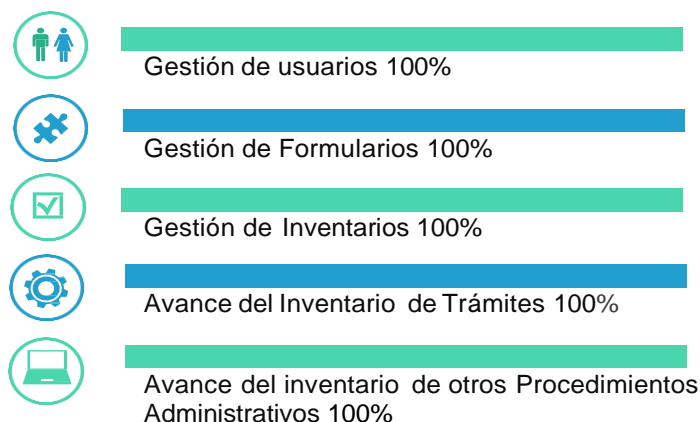 Gestión de usuarios 100%
Gestión de Formularios 100%
Gestión de Inventarios 100%
Avance del Inventario de Trámites 100%
Avance del inventario de otros Procedimientos
Administrativos 100%